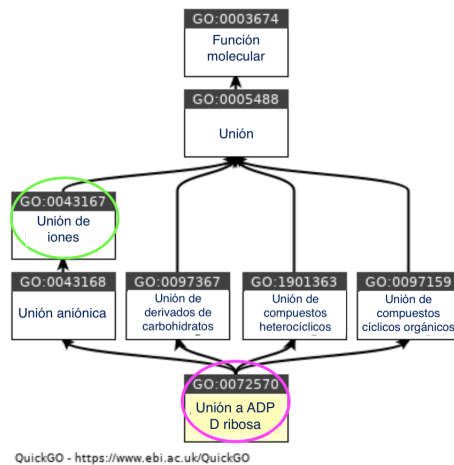 GO:0003674
Función
molecular
GO:0005488
Unión
GO:0043167
Unión de
iones
GO:0043168
Unión aniónica
GO:0097367
Unión de
derivados de
carbohidratos
GO:1901363
Unión de
compuestos
heterocíclicos
GO:0097159
Unión de
compuestos
cíclicos orgánicos
GO:0072570
Unión a ADP
D ribosa
QuickGO - https://www.ebi.ac.uk/QuickGO